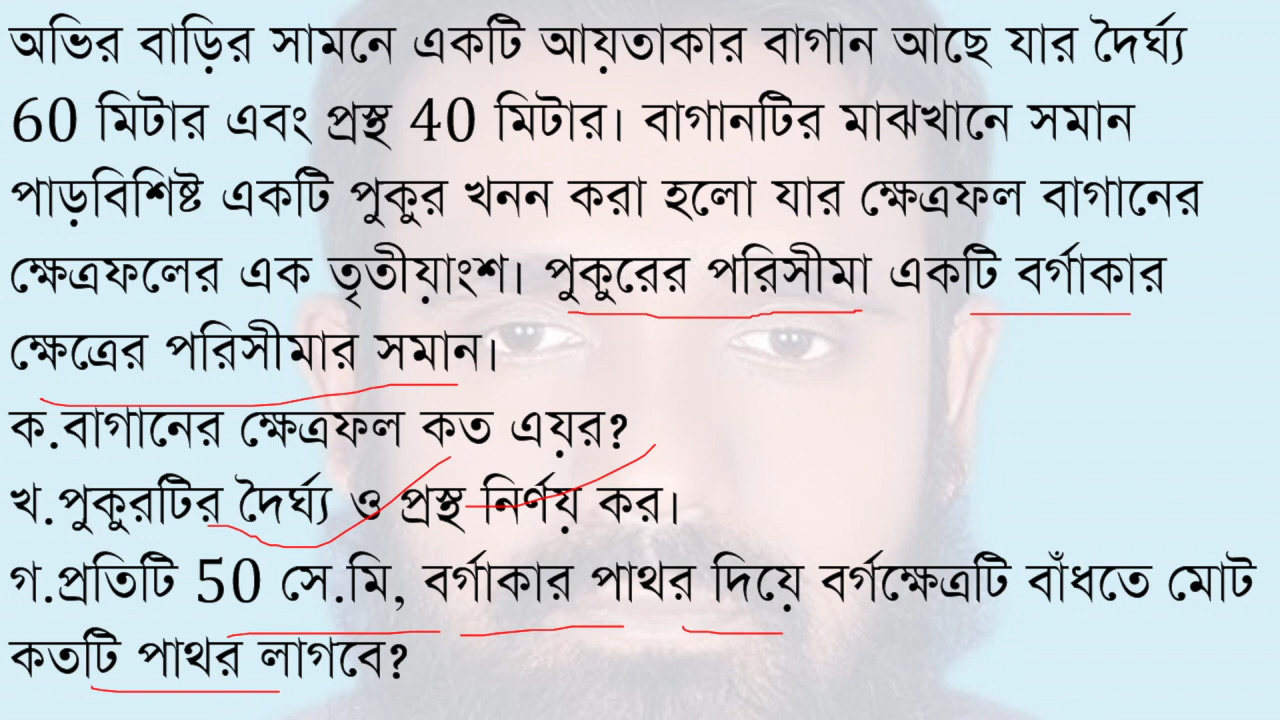 অভির বাড়ির সামনে একটি আয়তাকার বাগান আছে যার দৈর্ঘ্য
60 মিটার এবং প্রস্থ 40 মিটার। বাগানটির মাঝখানে সমান
পাড়বিশিষ্ট একটি পুকুর খনন করা হলো যার ক্ষেত্রফল বাগানের
ক্ষেত্রফলের এক তৃতীয়াংশ। পুকুরের পরিসীমা একটি বর্গাকার
ক্ষেত্রের পরিসীমার সমান।
ক.বাগানের ক্ষেত্রফল কত এয়র?
খ.পুকুরটির দৈর্ঘ্য ও প্রস্থ নির্ণয় কর।
গ.প্রতিটি 50 সে.মি, বর্গাকার পাথর দিয়ে বর্গক্ষেত্রটি বাঁধতে মোট
কতটি পাথর লাগবে?